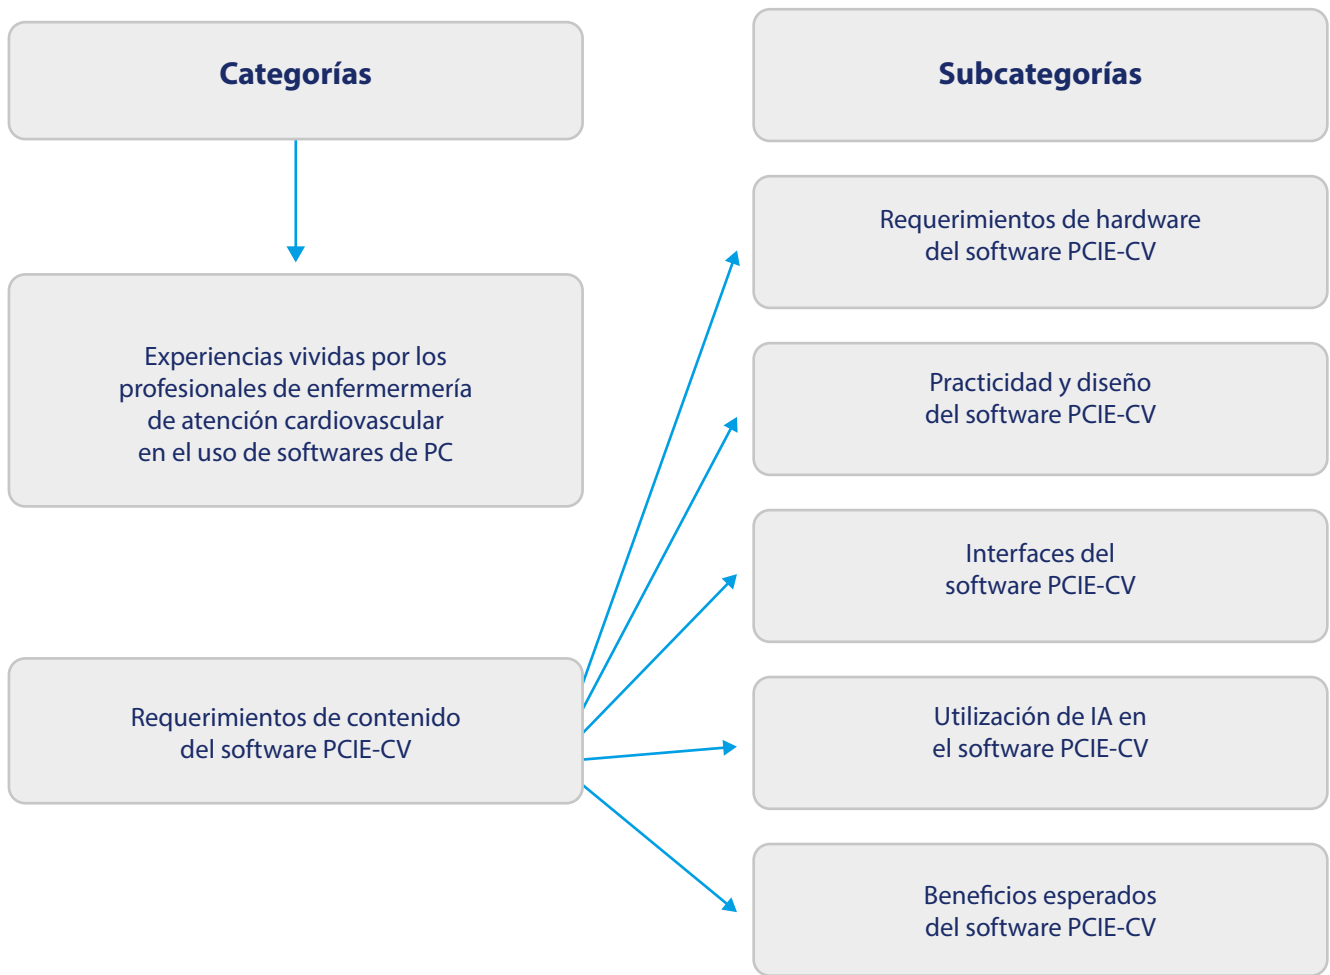 Categorías
Experiencias vividas por los
profesionales de enfermermería
de atención cardiovascular
en el uso de softwares de PC
Requerimientos de contenido
del software PCIE-CV
Subcategorías
Requerimientos de hardware
del software PCIE-CV
Practicidad y diseño
del software PCIE-CV
Interfaces del
software PCIE-CV
Utilización de IA en
el software PCIE-CV
Beneficios esperados
del software PCIE-CV